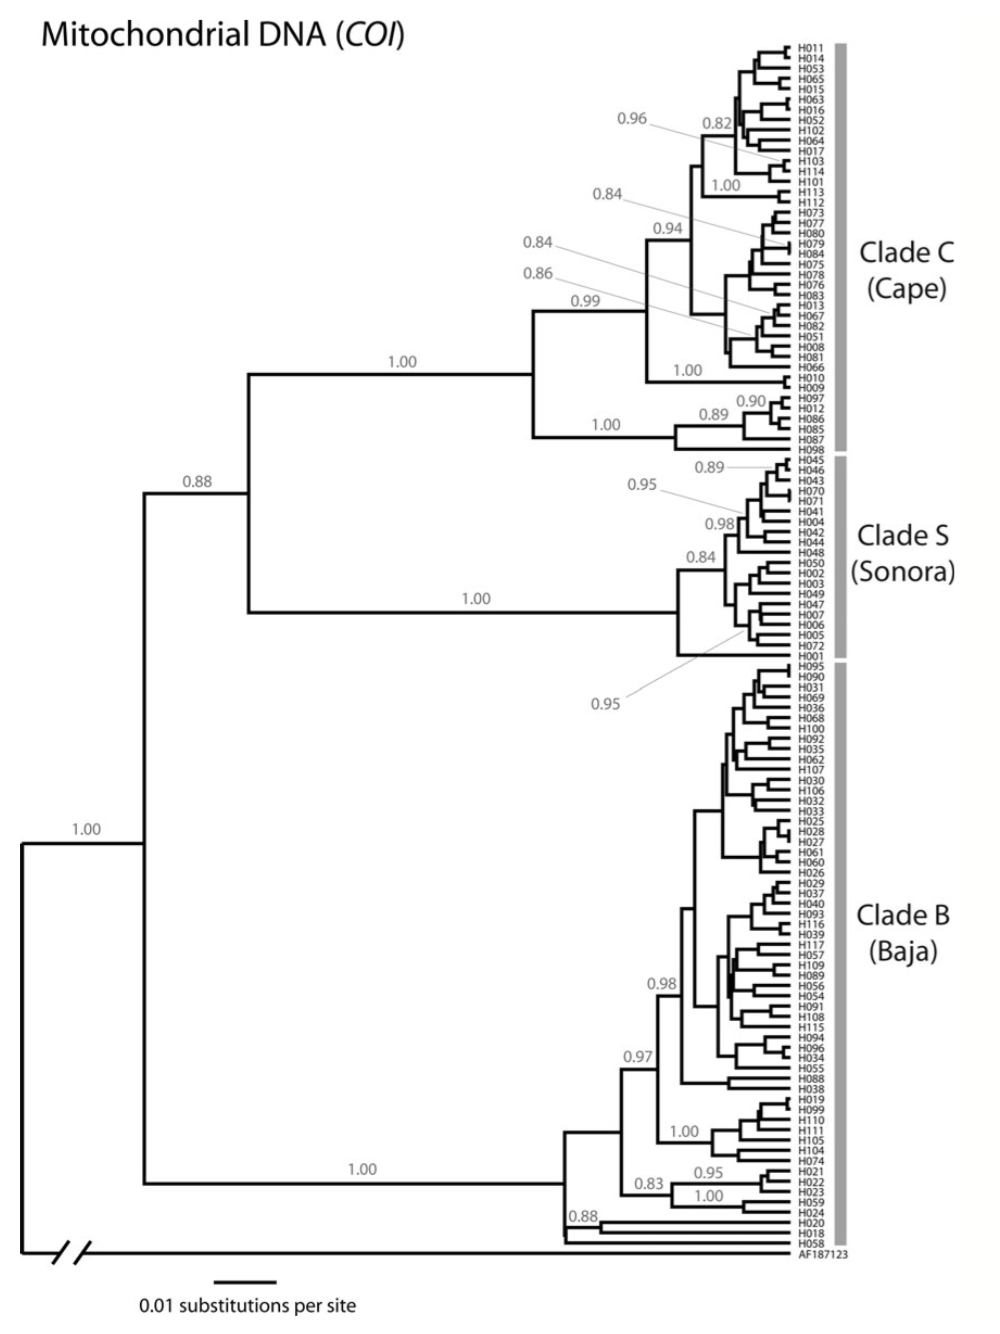 Mitochondrial DNA (COI)
H011
H014
H053
H065
H015
H063
H016
H052
0.96
0.82
H102
H064
H017
H103
H114
H101
1.00
H113
H112
0.84
H073
H077
H080
0.94
H079
0.84
H084
Clade C
(Cape)
H075
0.86
H078
H076
H083
0.99
H013
H067
H082
H051
H008
1.00
H081
H066
1.00
H010
H009
H097
0.90
H012
0.89
H086
1.00
H085
H087
H098
H045
0.89
H046
H043
0.88
0.95
H070
H071
H041
0.98
H004
H042
Clade S
(Sonora)
H044
H048
0.84
H050
H002
H003
H049
1.00
H047
H007
H006
H005
H072
H001
H095
H090
H031
H069
0.95
H036
H068
H100
H092
H035
H062
H107
H030
H106
H032
H033
H025
1.00
H028
H027
H061
H060
H026
H029
H037
H040
H093
Clade B
(Baja)
H116
H039
H117
H057
H109
H089
0.98
H056
H054
H091
H108
H115
H094
H096
0.97
H034
H055
H088
H038
H019
H099
H110
1.00
H111
H105
H104
H074
1.00
0.95
H021
H022
0.83
H023
1.00
H059
H024
0.88
H020
H018
H058
AF187123
0.01 substitutions per site